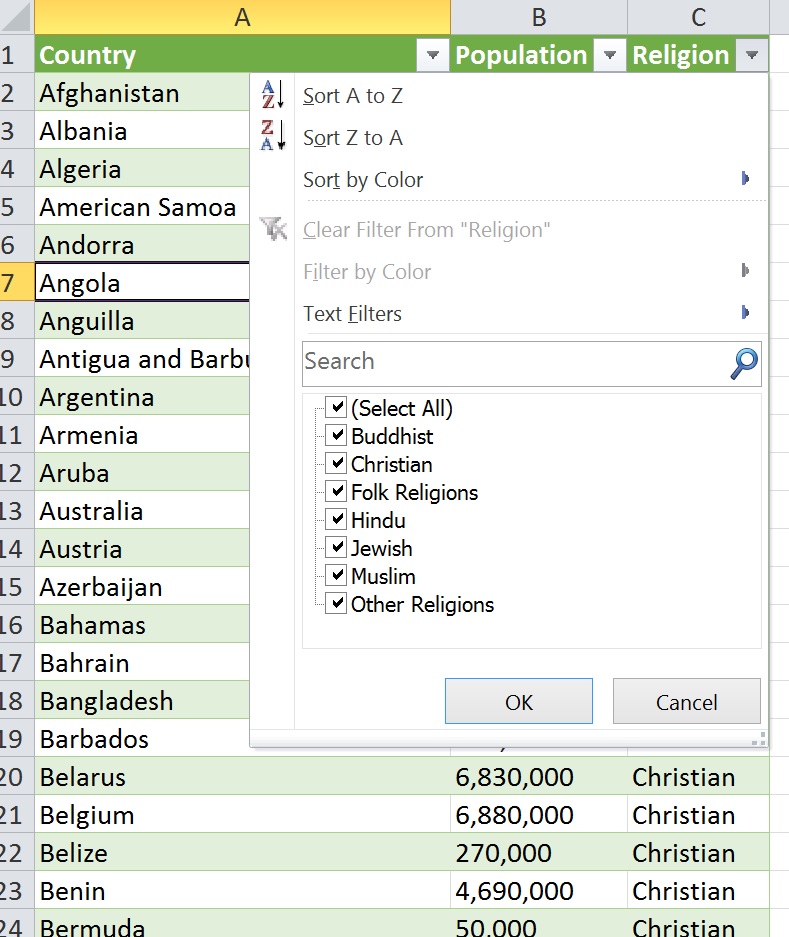 A B C
1 Country Population Religion
2 Afghanistan
3 Albania
4 Algeria
5 American Samoa
6 Andorra
7 Angola
8 Anguilla
9 Antigua and Barbu
10 Argentina
11 Armenia
12 Aruba
13 Australia
14 Austria
15 Azerbaijan
16 Bahamas
17 Bahrain
18 Bangladesh
19 Barbados
20 Belarus 6,830,000 Christian
21 Belgium 6,880,000 Christian
22 Belize 270,000 Christian
23 Benin 4,690,000 Christian
24 Bermuda 50,000 Christian
Sort A to Z
Sort Z to A
Sort by Color
Clear Filter From "Religion"
Filter by Color
Text Filters
Search
(Select All)
Buddhist
Christian
Folk Religions
Hindu
Jewish
Muslim
Other Religions
OK Cancel